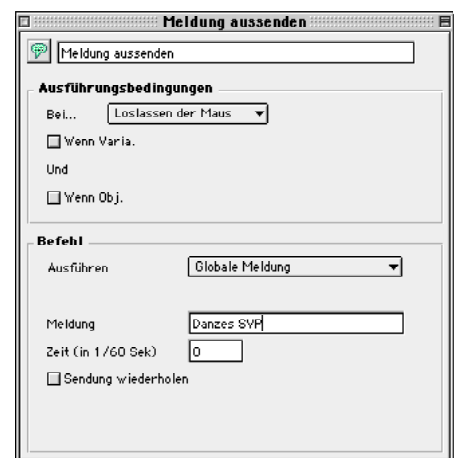 Meldung aussenden
Meldung aussenden
Ausführungsbedingungen
Bei... Loslassen der Maus
Wenn Varia.
Und
Wenn Obj.
Befehl
Ausführen Globale Meldung
Meldung Danzes SVP
Zeit (in 1/60 Sek) 0
Sendung wiederholen